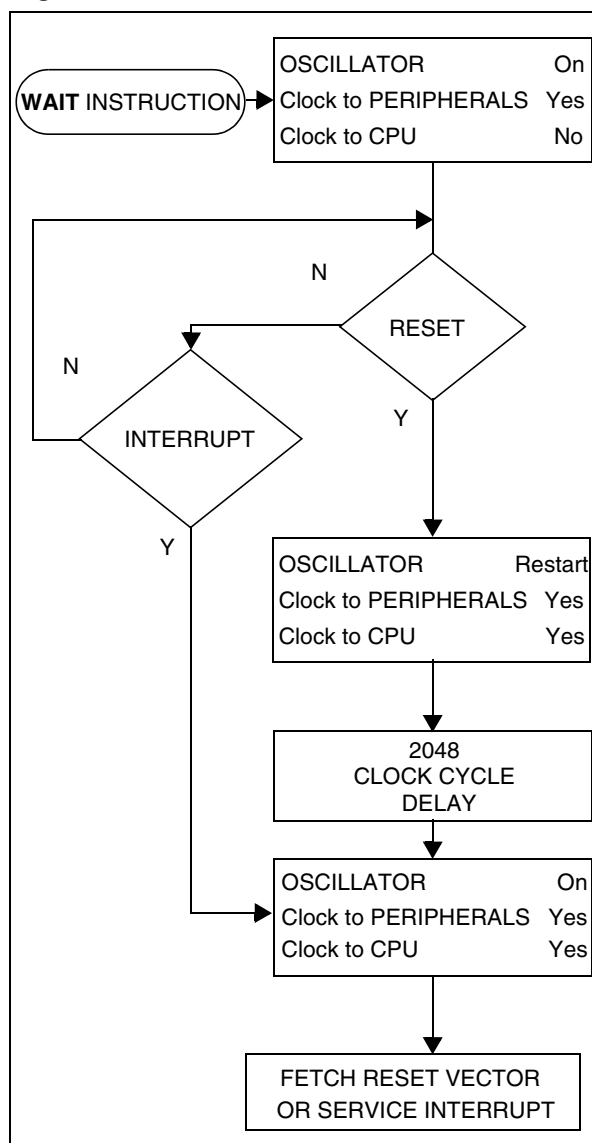 WAIT INSTRUCTION
OSCILLATOR On
Clock to PERIPHERALS Yes
Clock to CPU No
N
RESET
N
INTERRUPT
Y
Y
OSCILLATOR Restart
Clock to PERIPHERALS Yes
Clock to CPU Yes
2048
CLOCK CYCLE
DELAY
OSCILLATOR On
Clock to PERIPHERALS Yes
Clock to CPU Yes
FETCH RESET VECTOR
OR SERVICE INTERRUPT